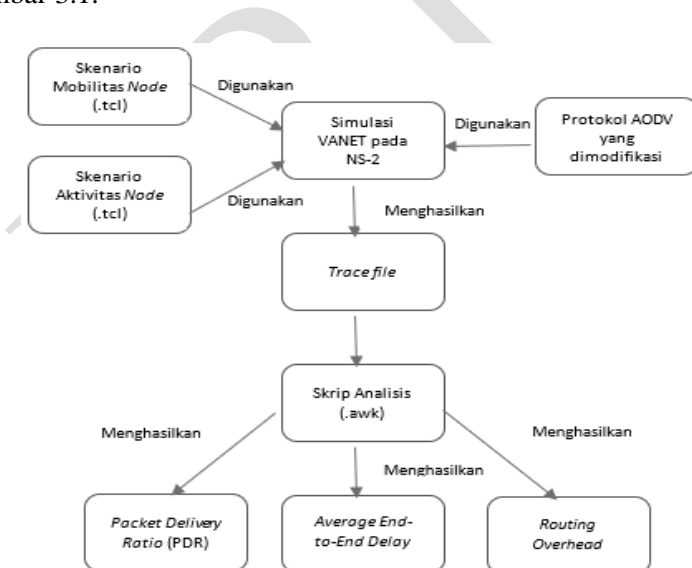 Skenario
Mobilitas Node
(.tcl)
Digunakan
Simulasi
VANET pada
NS-2
Digunakan
Protokol AODV
yang
dimodifikasi
Skenario
Aktivitas Node
(.tcl)
Digunakan
Menghasilkan
Trace file
Skrip Analisis
(.awk)
Menghasilkan
Menghasilkan
Menghasilkan
Packet Delivery
Ratio (PDR)
Average End-
to-End Delay
Routing
Overhead